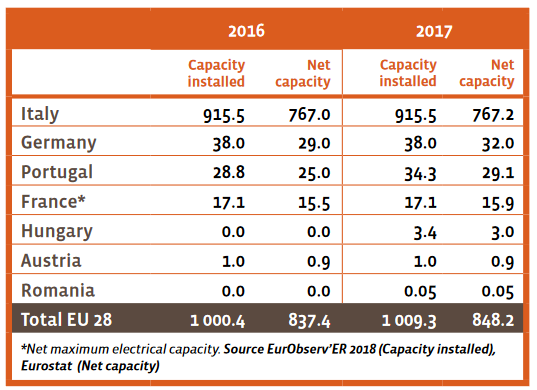 2016 2017
Capacity installed Net capacity Capacity installed Net capacity
Italy 915.5 767.0 915.5 767.2
Germany 38.0 29.0 38.0 32.0
Portugal 28.8 25.0 34.3 29.1
France* 17.1 15.5 17.1 15.9
Hungary 0.0 0.0 3.4 3.0
Austria 1.0 0.9 1.0 0.9
Romania 0.0 0.0 0.05 0.05
Total EU 28 1 000.4 837.4 1 009.3 848.2
*Net maximum electrical capacity. Source EurObserv'ER 2018 (Capacity installed),
Eurostat (Net capacity)